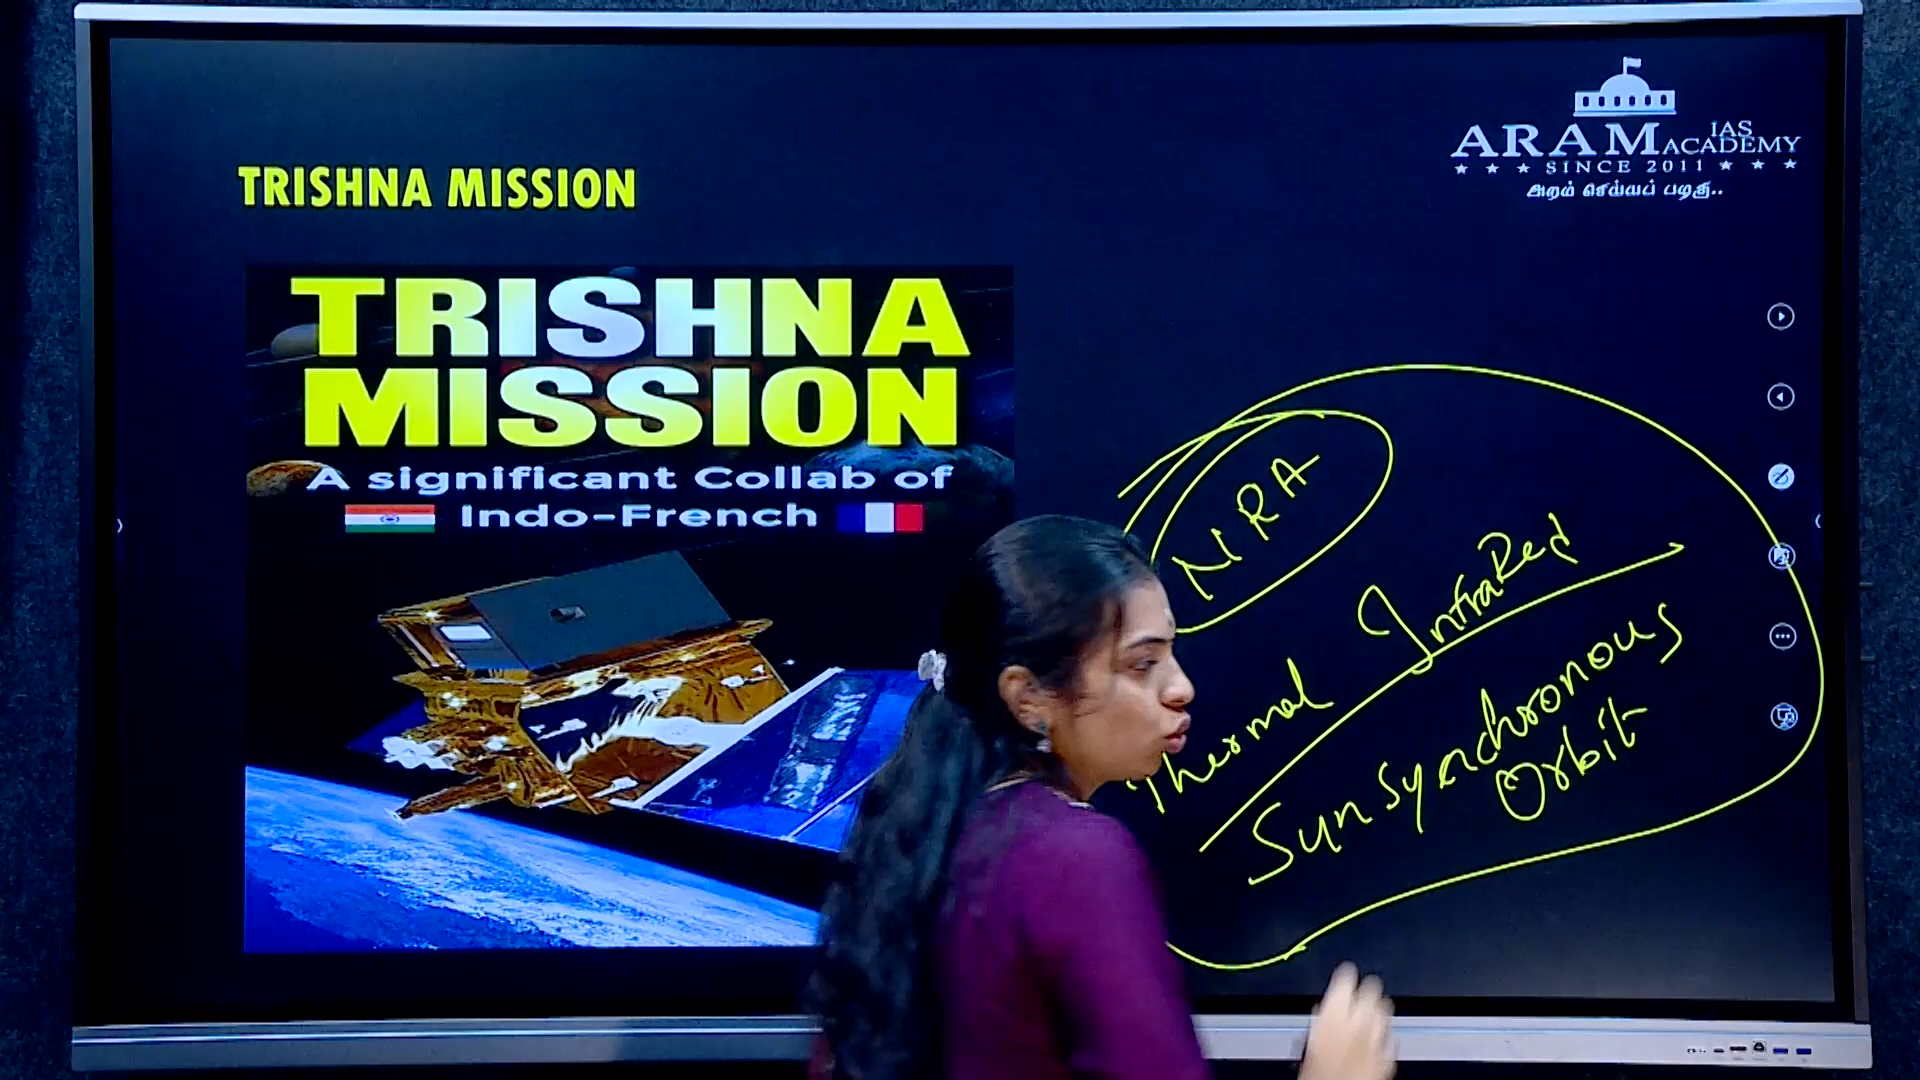 ARAM IAS ACADEMY
SINCE 2011
அறம் செய்யப் பழகு..
TRISHNA MISSION
TRISHNA
MISSION
A significant Collab of
Indo-French
NRA
Thermal InfraRed
Sun Synchronous
Orbit